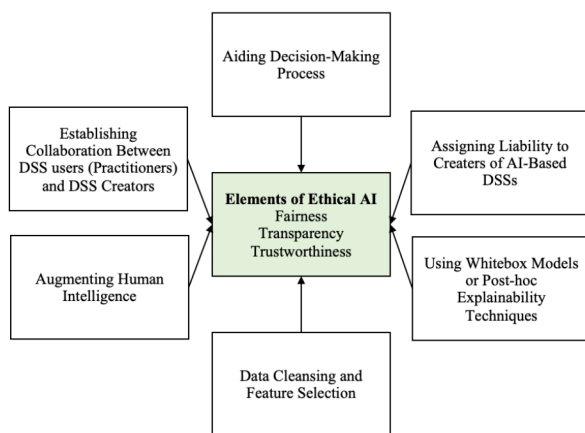 Aiding Decision-Making
Process
Establishing
Collaboration Between
DSS users (Practitioners)
and DSS Creators
Assigning Liability to
Creaters of AI-Based
DSSs
Elements of Ethical AI
Fairness
Transparency
Trustworthiness
Augmenting Human
Intelligence
Using Whitebox Models
or Post-hoc
Explainability
Techniques
Data Cleansing and
Feature Selection